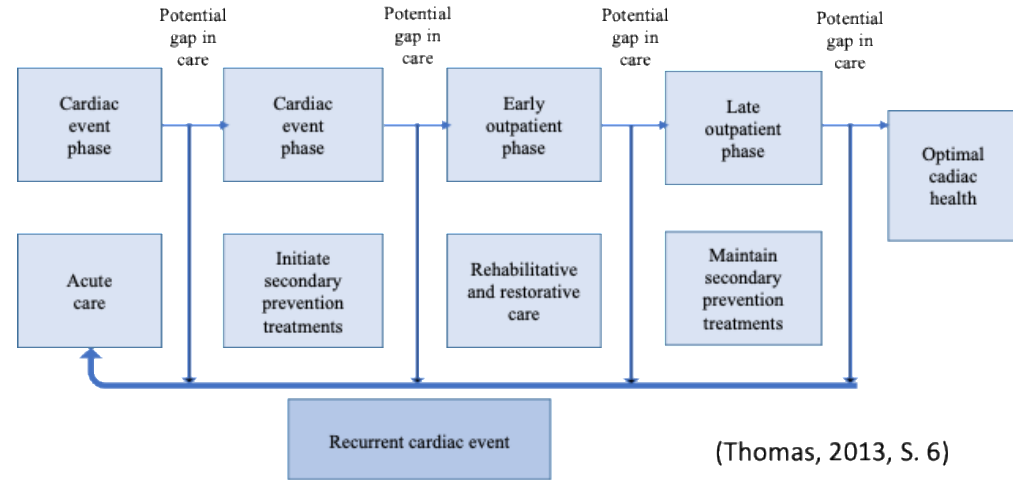 Potential
gap in
care
Potential
gap in
care
Potential
gap in
care
Potential
gap in
care
Cardiac
event
phase
Cardiac
event
phase
Early
outpatient
phase
Late
outpatient
phase
Optimal
cadiac
health
Acute
care
Initiate
secondary
prevention
treatments
Rehabilitative
and restorative
care
Maintain
secondary
prevention
treatments
Recurrent cardiac event
(Thomas, 2013, S. 6)